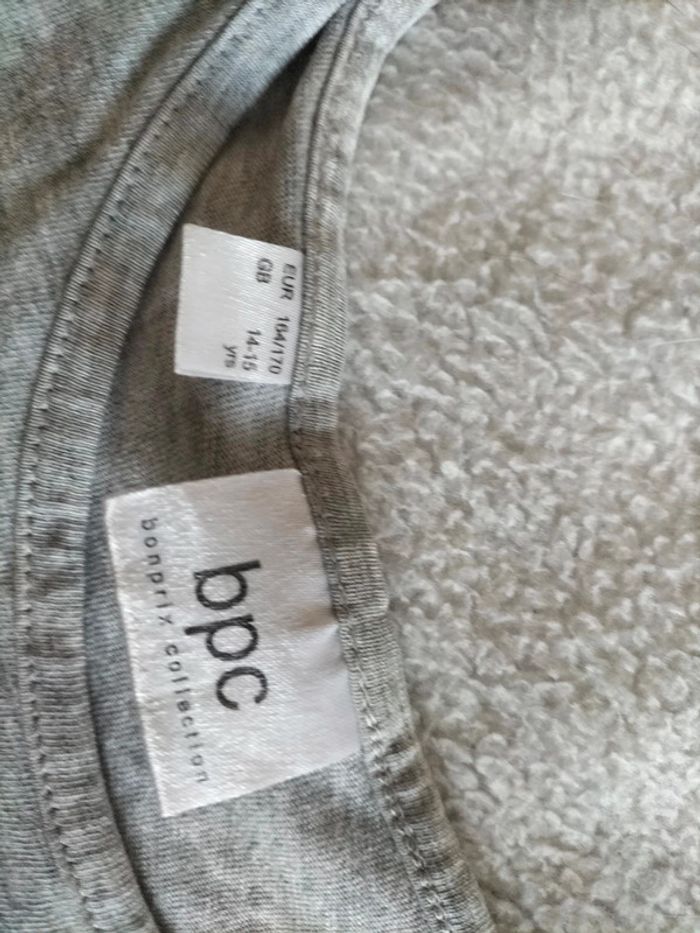 EUR 164/170
GB 14-15
yrs
bpc
bonprix collection